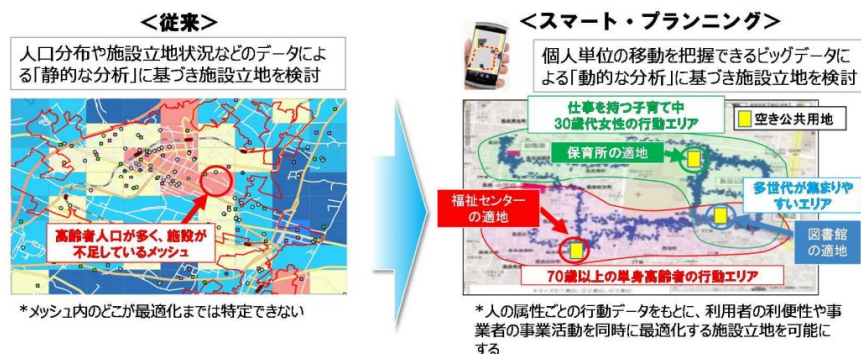 <従来>
人口分布や施設立地状況などのデータによ
る「静的な分析」に基づき施設立地を検討
高齢者人口が多く、施設が
不足しているメッシュ
*メッシュ内のどこが最適化までは特定できない
<スマート・プランニング>
個人単位の移動を把握できるビッグデータ
による「動的な分析」に基づき施設立地を検討
仕事を持つ子育て中
30歳代女性の行動エリア
空き公共用地
保育所の適地
福祉センター
の適地
多世代が集まりや
すいエリア
図書館
の適地
70歳以上の単身高齢者の行動エリア
*人の属性ごとの行動データをもとに、利用者の利便性や事
業者の事業活動を同時に最適化する施設立地を可能に
する